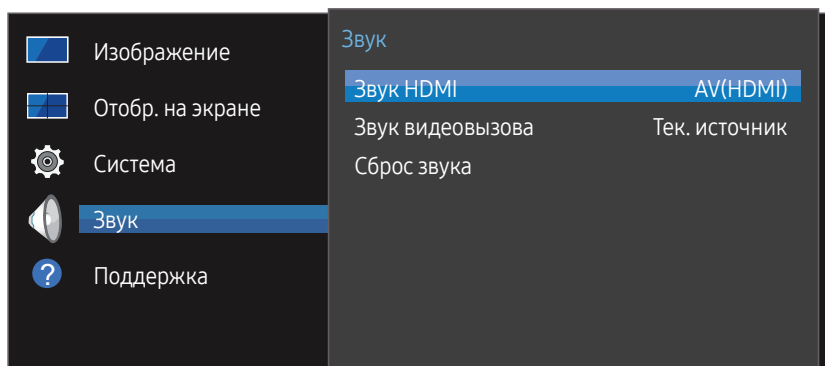 Изображение
Отобр. на экране
Система
Звук
? Поддержка
Звук
Звук HDMI AV(HDMI)
Звук видеовызова Тек. источник
Сброс звука